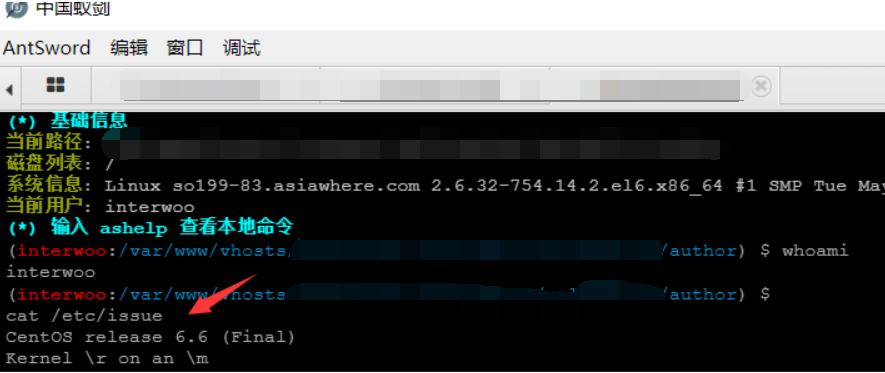 中国蚁剑
AntSword 编辑 窗口 调试
(*) 基础信息
当前路径:
磁盘列表: /
系统信息: Linux so199-83.asiawhere.com 2.6.32-754.14.2.el6.x86_64 #1 SMP Tue May
当前用户: interwoo
(*) 输入 ashelp 查看本地命令
(interwoo:/var/www/vhosts/ /author) $ whoami
interwoo
(interwoo:/var/www/vhosts /author) $
cat /etc/issue
CentOS release 6.6 (Final)
Kernel \r on an \m